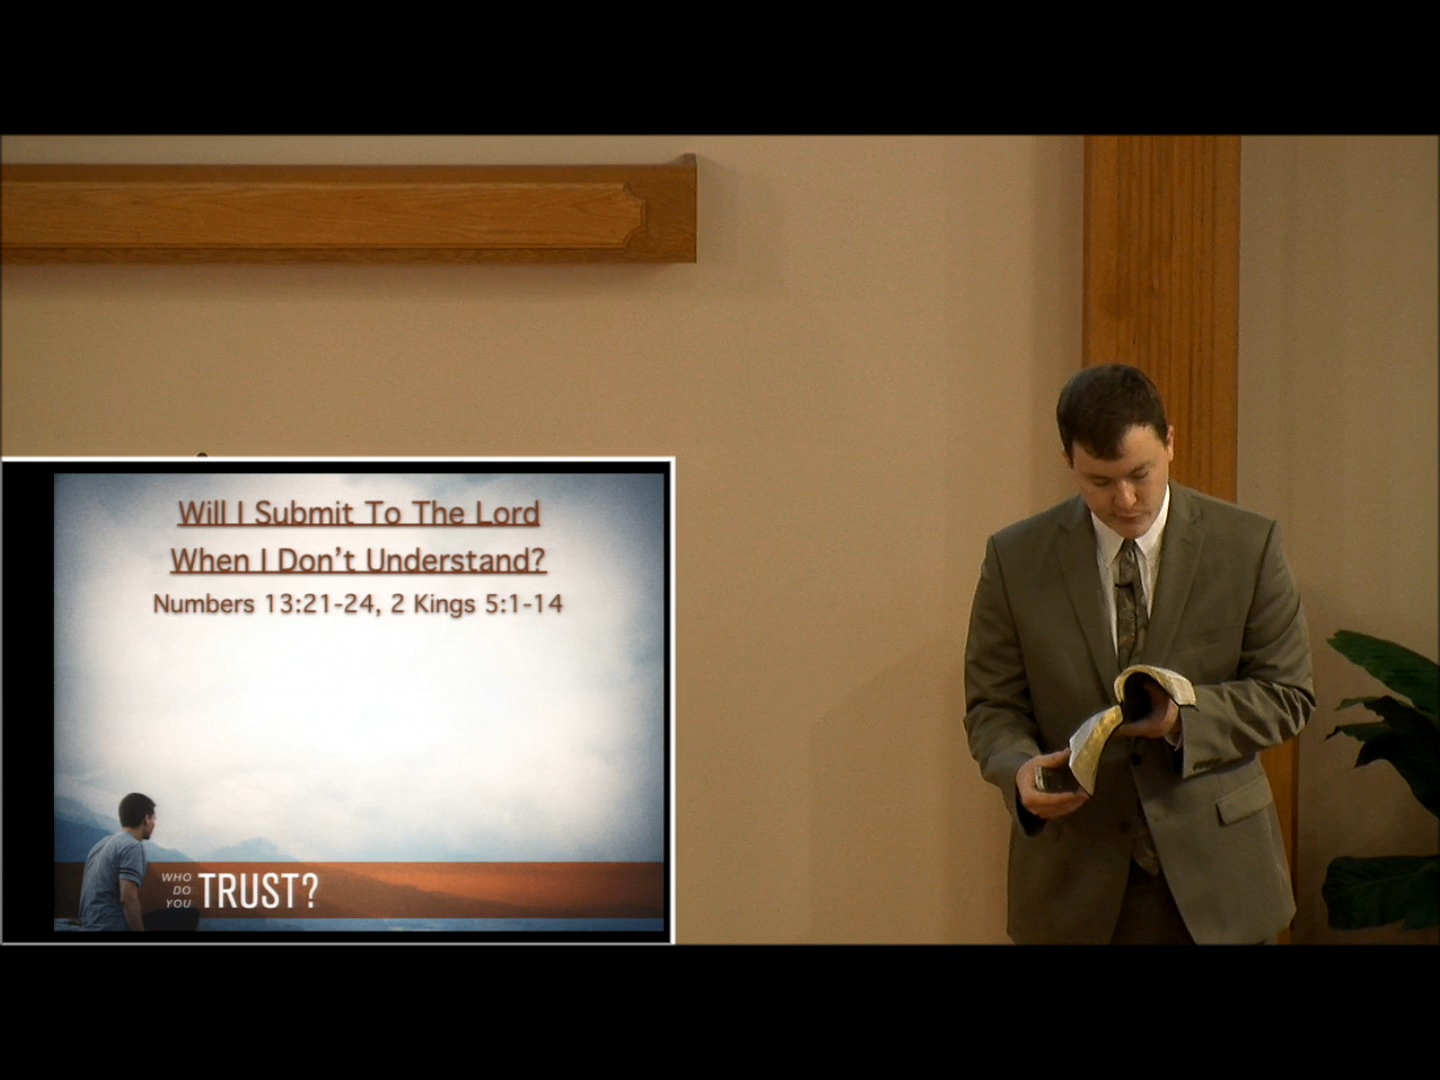 Will I Submit To The Lord
When I Don't Understand?
Numbers 13:21-24, 2 Kings 5:1-14
WHO
DO
YOU
TRUST?